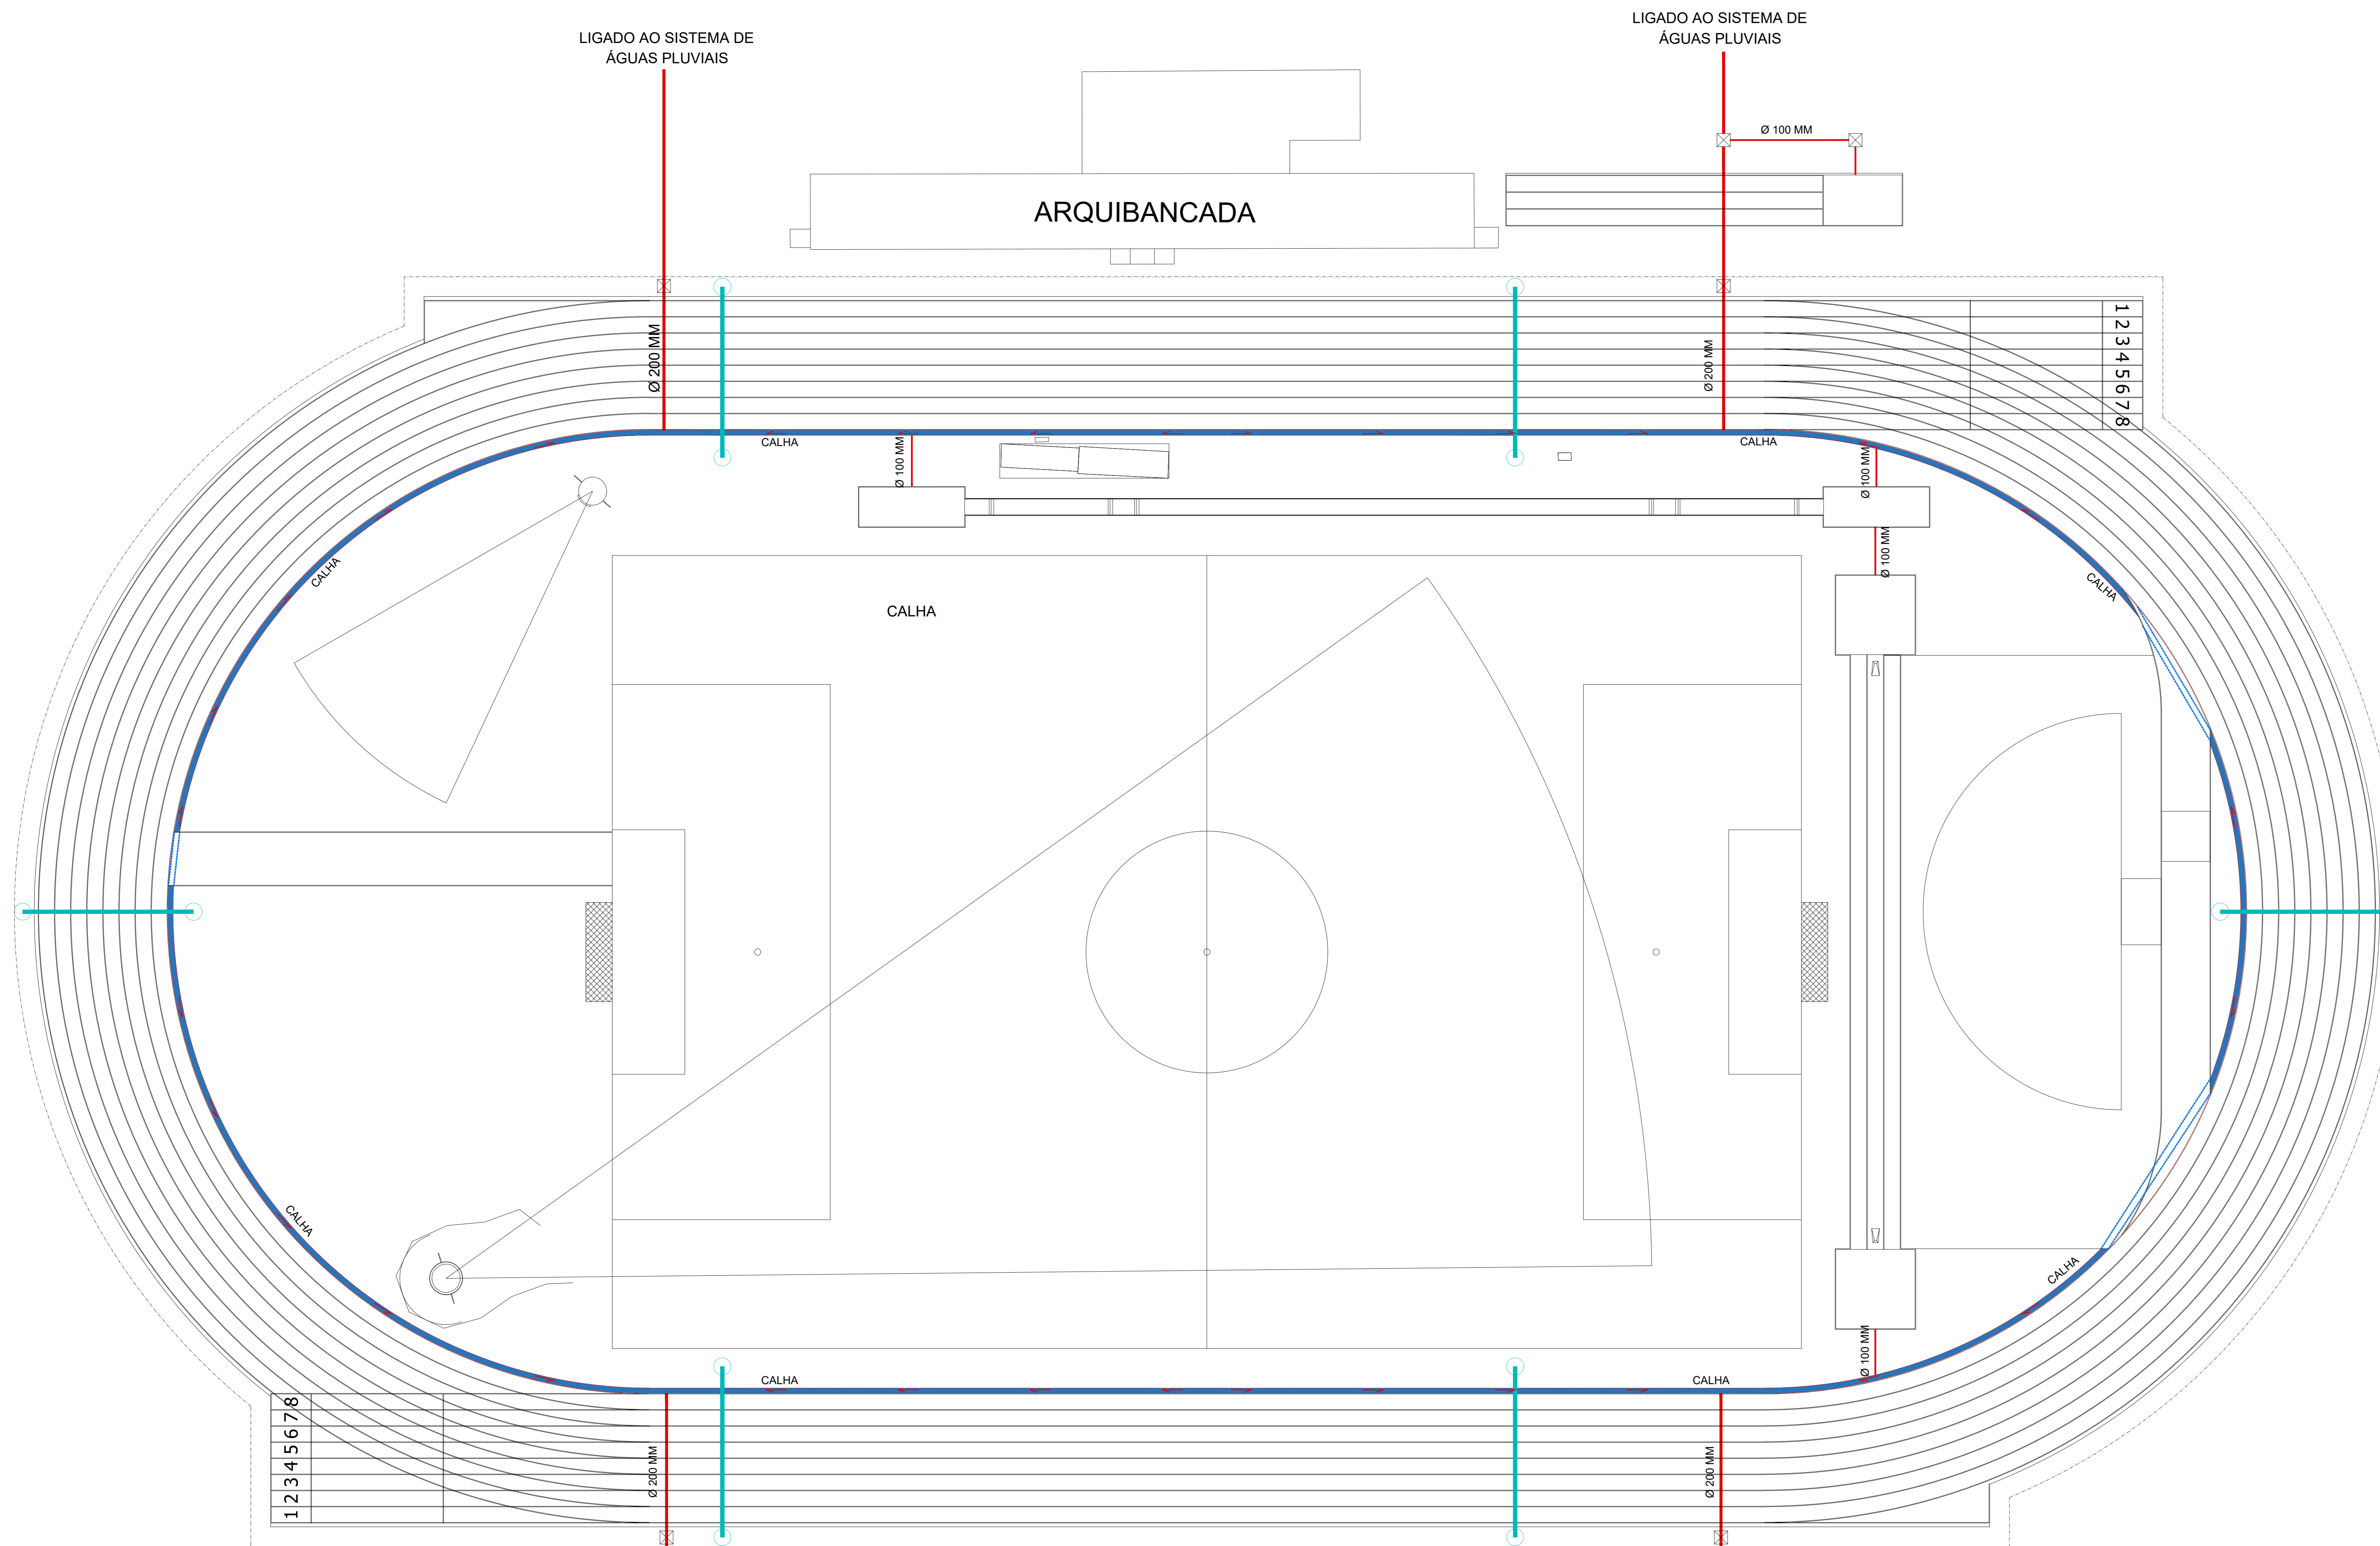 LIGADO AO SISTEMA DE
ÁGUAS PLUVIAIS
LIGADO AO SISTEMA DE
ÁGUAS PLUVIAIS
Ø 100 MM
ARQUIBANCADA
Ø 200 MM
Ø 200 MM
1 2 3 4 5 6 7 8
CALHA
CALHA
Ø 100 MM
Ø 100 MM
Ø 100 MM
CALHA
CALHA
CALHA
CALHA
CALHA
Ø 100 MM
CALHA
CALHA
1 2 3 4 5 6 7 8
Ø 200 MM
Ø 200 MM